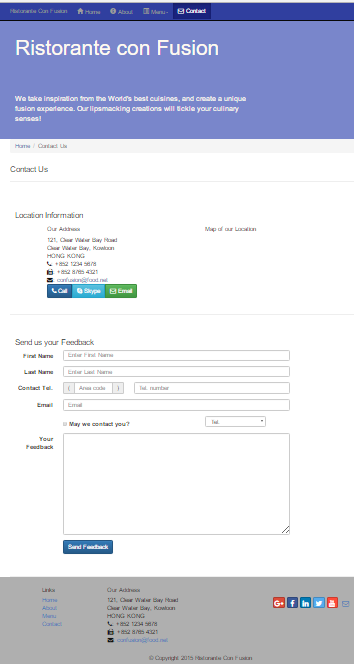 Ristorante Con Fusion Home About Menu Contact
Ristorante con Fusion
We take inspiration from the World's best cuisines, and create a unique
fusion experience. Our lipsmacking creations will tickle your culinary
senses!
Home / Contact Us
Contact Us
Location Information
Our Address
Map of our Location
121, Clear Water Bay Road
Clear Water Bay, Kowloon
HONG KONG
+852 1234 5678
+852 8765 4321
confusion@food.net
Call Skype Email
Send us your Feedback
First Name Enter First Name
Last Name Enter Last Name
Contact Tel. ( Area code ) Tel. number
Email Email
May we contact you? Tel.
Your
Feedback
Send Feedback
Links
Home
About
Menu
Contact
Our Address
121, Clear Water Bay Road
Clear Water Bay, Kowloon
HONG KONG
+852 1234 5678
+852 8765 4321
confusion@food.net
© Copyright 2015 Ristorante Con Fusion